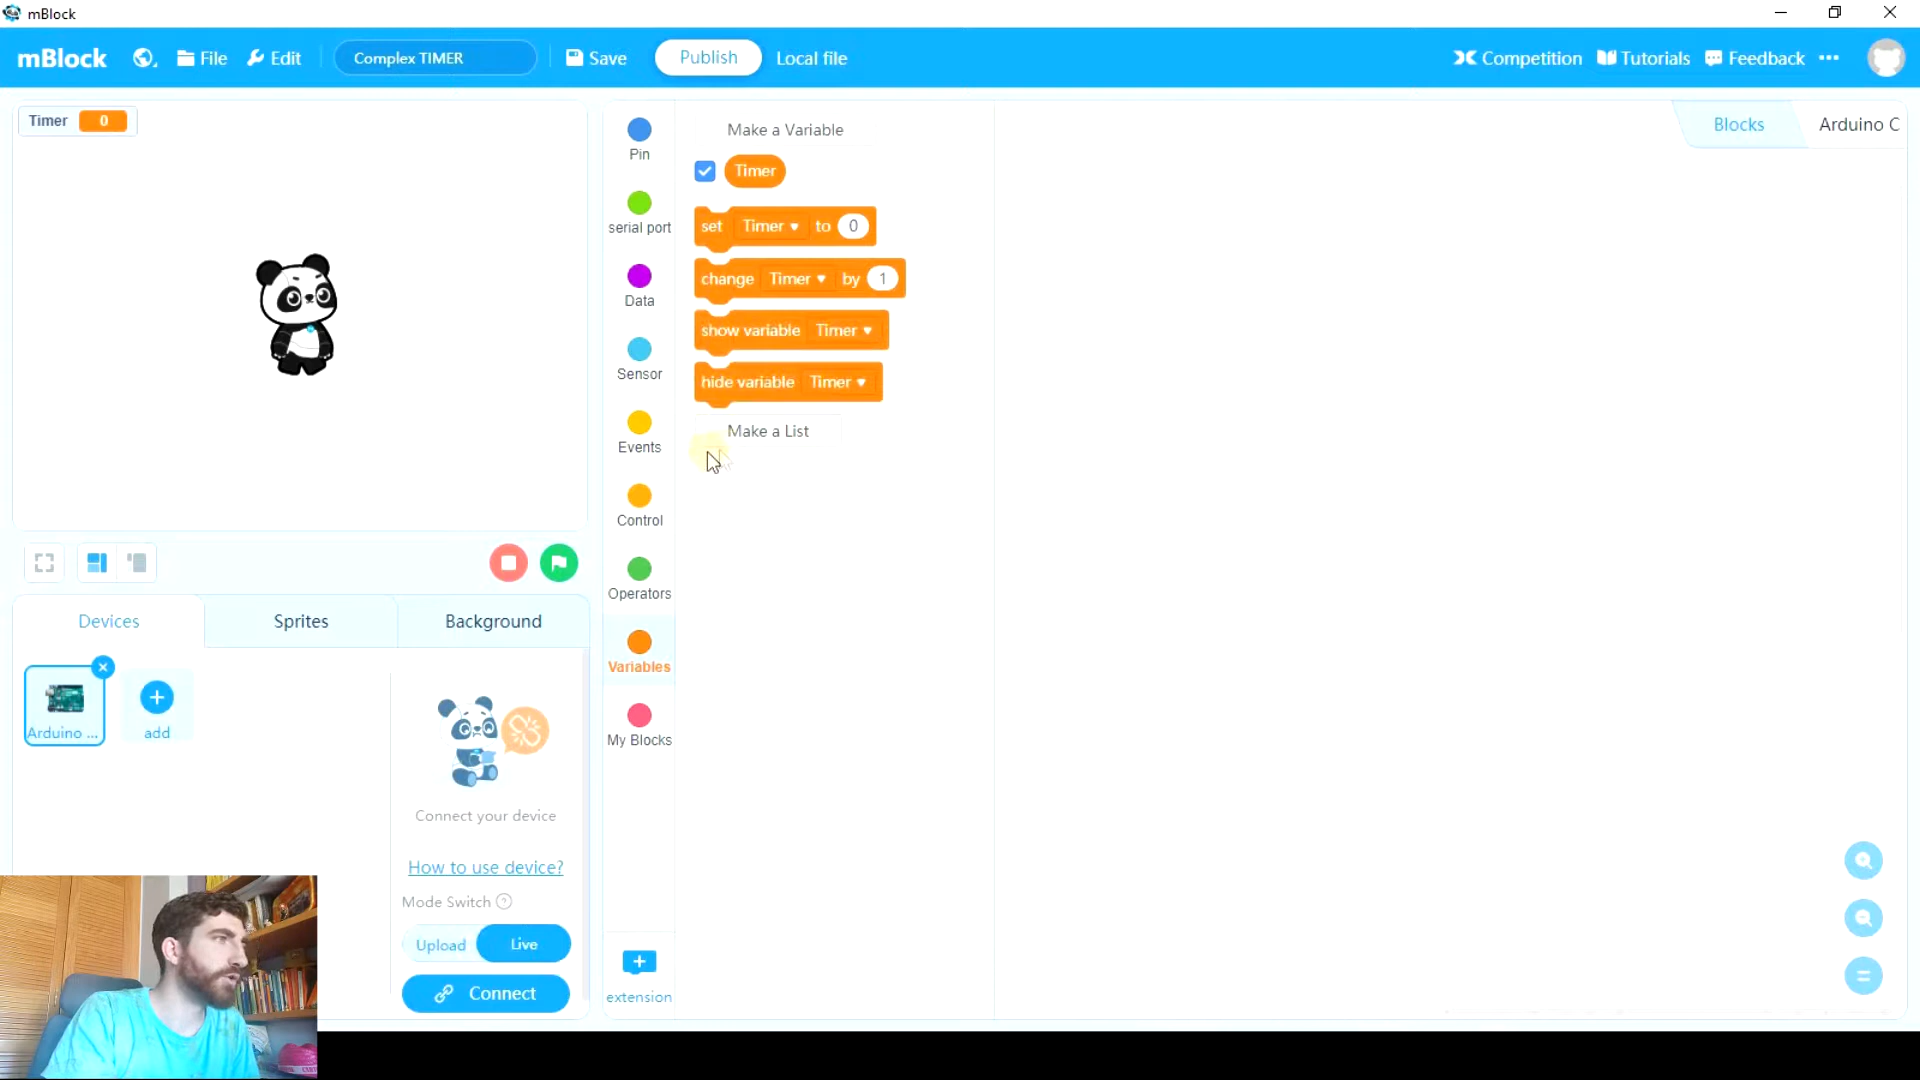 mBlock
mBlock
File
Edit
Complex TIMER
Save
Publish
Local file
Competition
Tutorials
Feedback
Timer 0
Pin
serial port
Data
Sensor
Events
Control
Operators
Variables
My Blocks
extension
Make a Variable
Timer
set Timer to 0
change Timer by 1
show variable Timer
hide variable Timer
Make a List
Blocks
Arduino C
Devices
Sprites
Background
Arduino ...
add
Connect your device
How to use device?
Mode Switch ?
Upload
Live
Connect